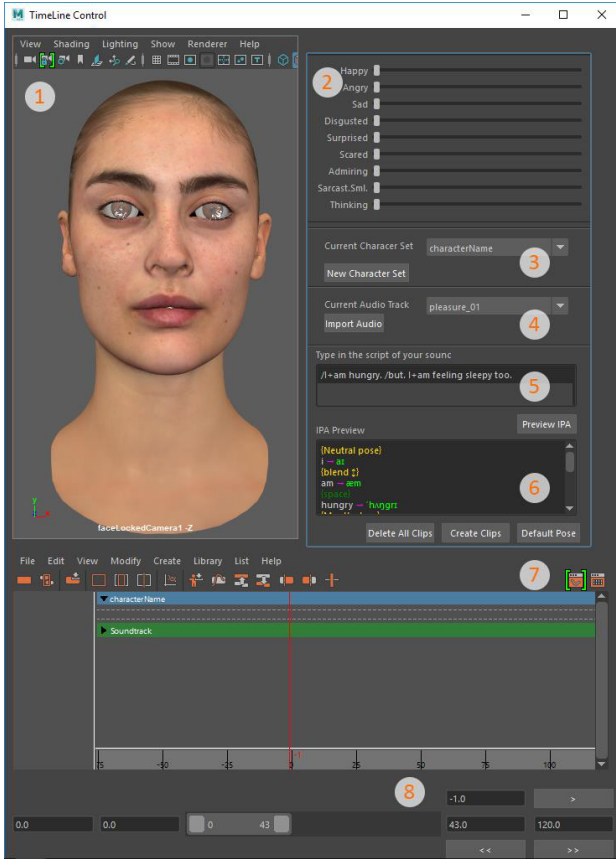 TimeLine Control
View Shading Lighting Show Renderer Help
1
2
Happy
Angry
Sad
Disgusted
Surprised
Scared
Admiring
Sarcast.Sml.
Thinking
Current Characer Set characterName
3
New Character Set
Current Audio Track pleasure_01
4
Import Audio
Type in the script of your sounc
/I+am hungry. /but. I+am feeling sleepy too.
5
Preview IPA
IPA Preview
{Neutral pose}
i → aɪ
{blend ↕}
am → æm
{space}
hungry → ˈhʌŋgrɪ
6
Delete All Clips Create Clips Default Pose
y
z
faceLockedCamera1 -Z
File Edit View Modify Create Library List Help
7
characterName
Soundtrack
-1
-75 -50 -25 0 25 50 75 100
8
-1.0 >
0.0 0.0 0 43 43.0 120.0
<< >>